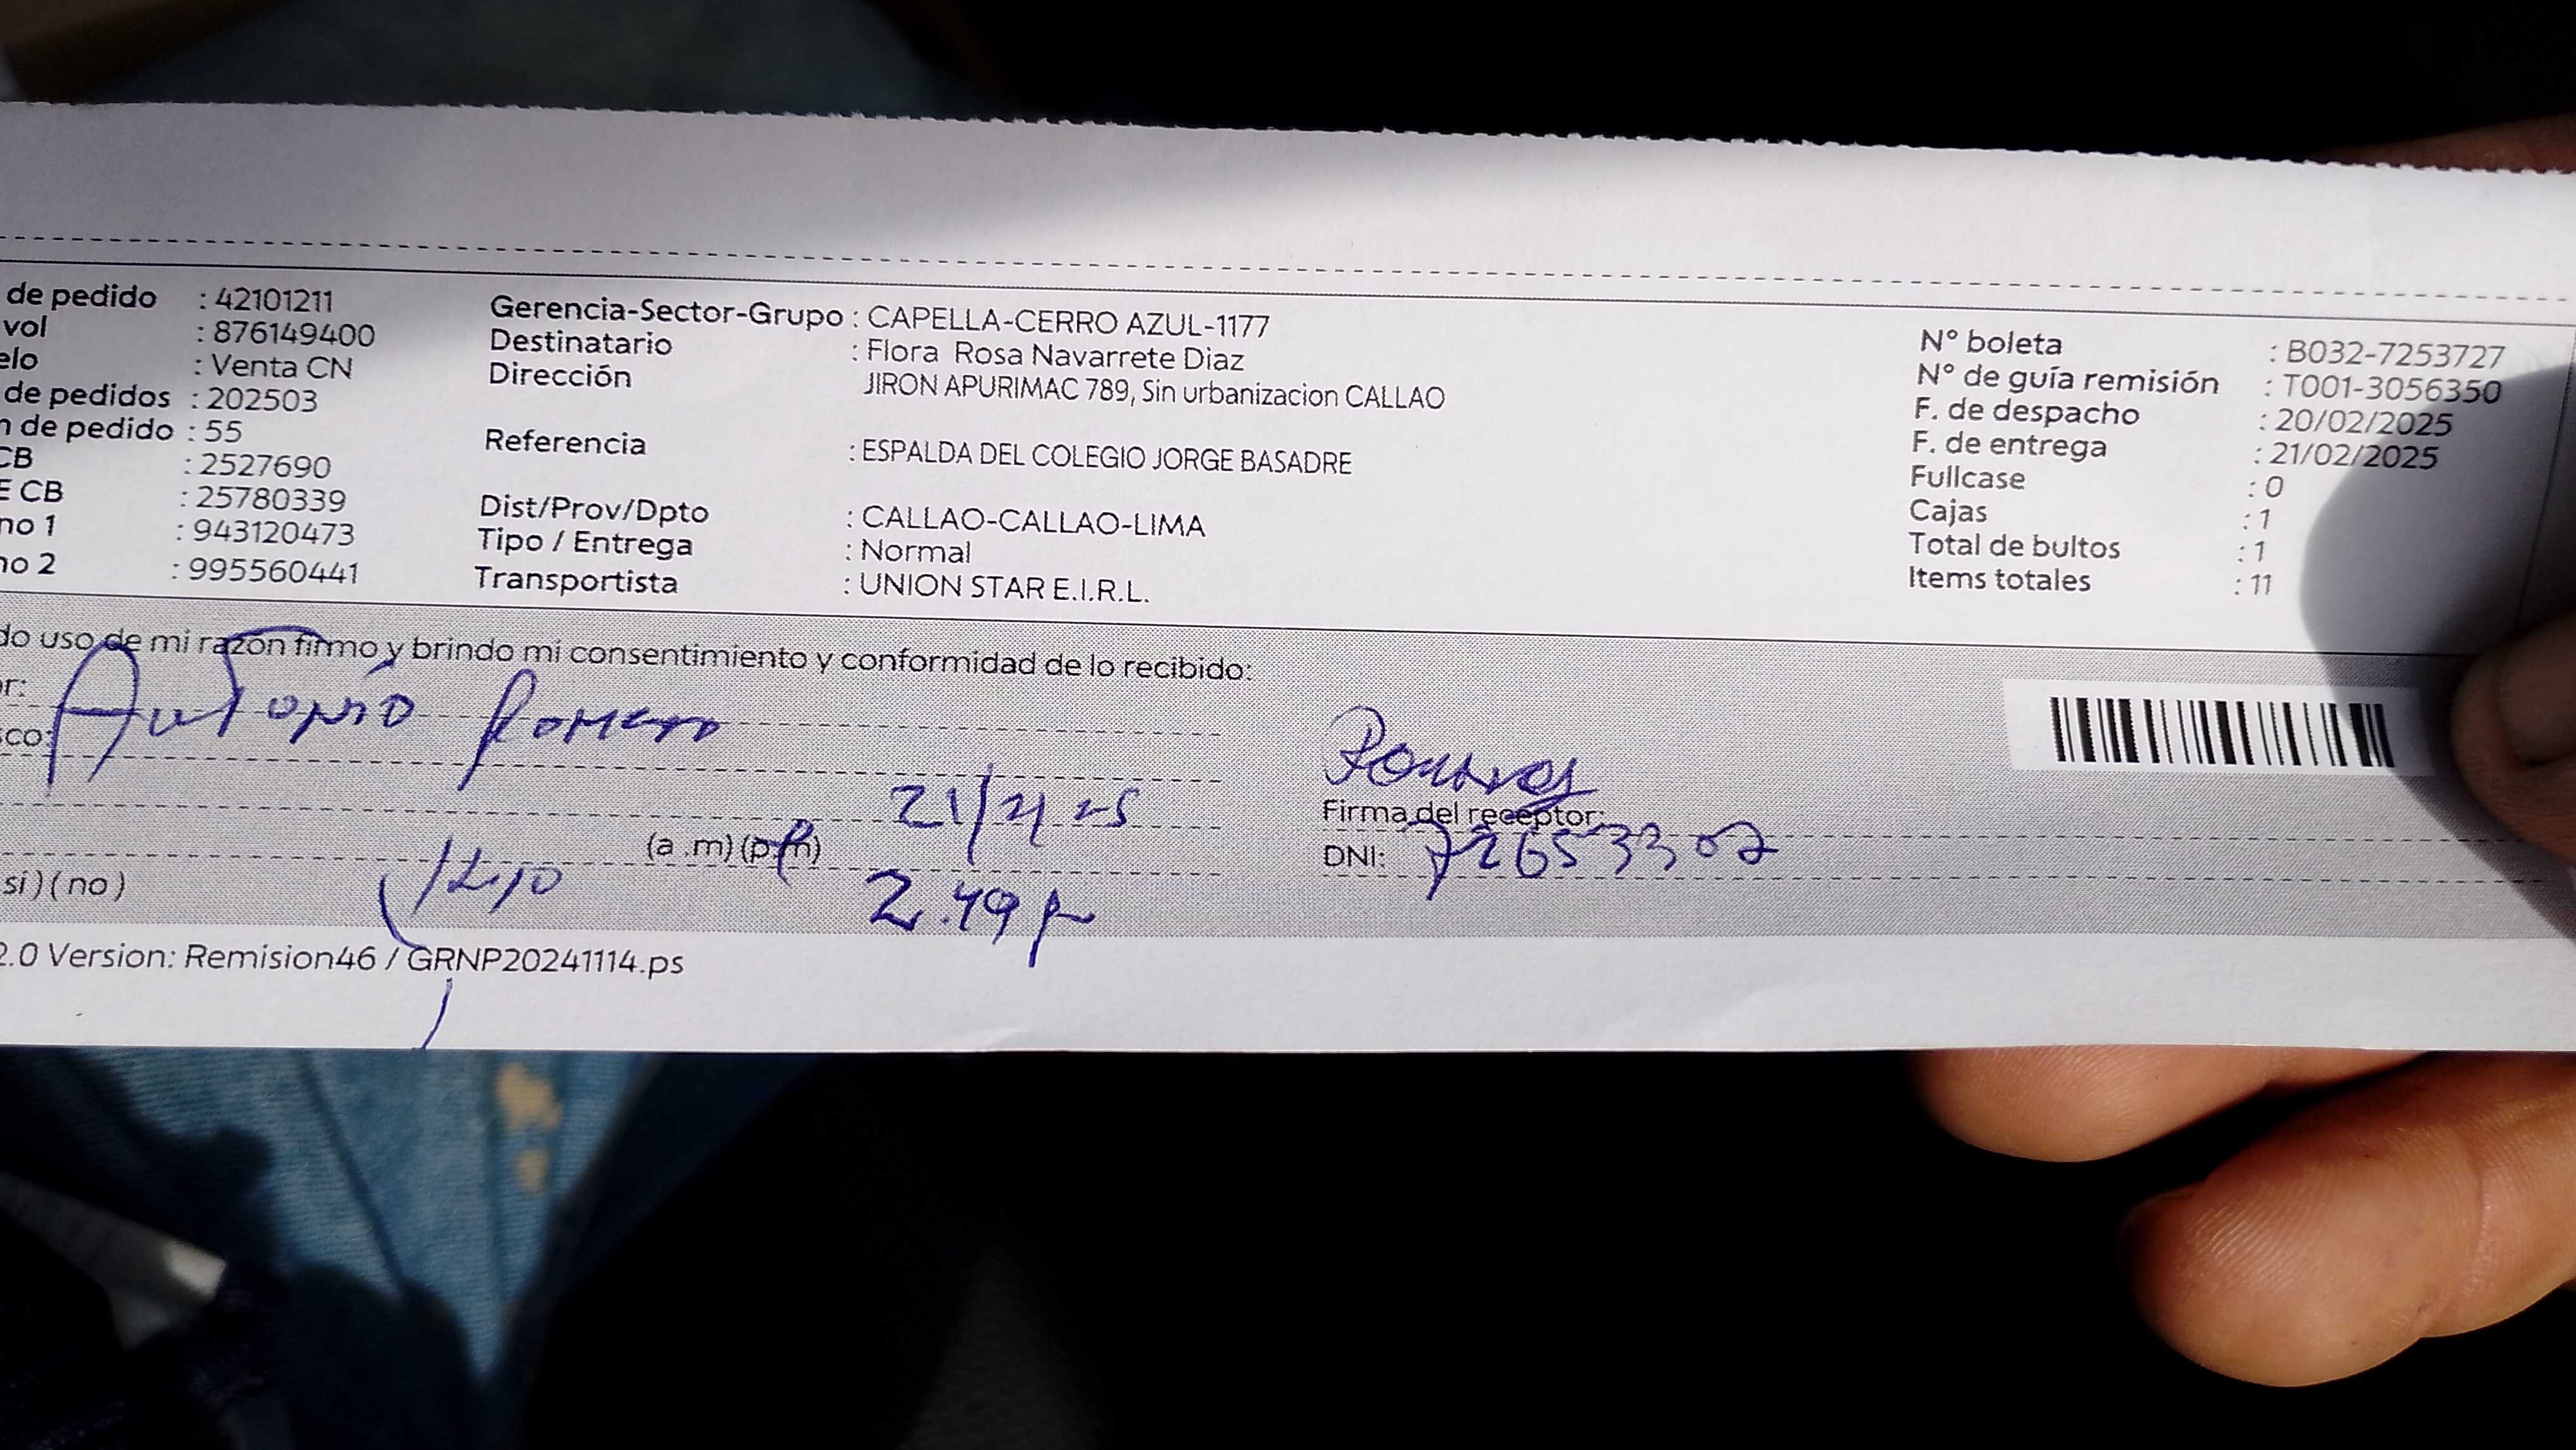 de pedido : 42101211
vol : 876149400
elo : Venta CN
de pedidos : 202503
n de pedido : 55
CB : 2527690
E CB : 25780339
no 1 : 943120473
no 2 : 995560441
Gerencia-Sector-Grupo : CAPELLA-CERRO AZUL-1177
Destinatario : Flora Rosa Navarrete Diaz
Dirección JIRON APURIMAC 789, Sin urbanizacion CALLAO
Referencia : ESPALDA DEL COLEGIO JORGE BASADRE
Dist/Prov/Dpto : CALLAO-CALLAO-LIMA
Tipo / Entrega : Normal
Transportista : UNION STAR E.I.R.L.
N° boleta : B032-7253727
N° de guía remisión : T001-3056350
F. de despacho : 20/02/2025
F. de entrega : 21/02/2025
Fullcase : 0
Cajas : 1
Total de bultos : 1
Items totales : 11
do uso de mi razón firmo y brindo mi consentimiento y conformidad de lo recibido:
or:
Antonio Romero
sco:
21/2/25
(a .m) (p.m)
2.49 p
sí ) ( no )
Firma del receptor:
DNI: 72653302
2.0 Version: Remision46 / GRNP20241114.ps